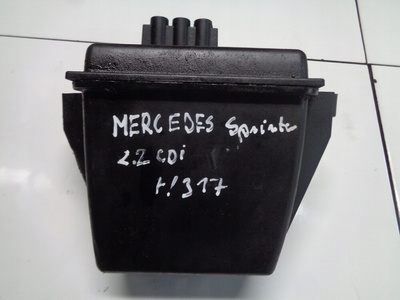 MERCEDES Sprinter
2.2 CDi
t! 317